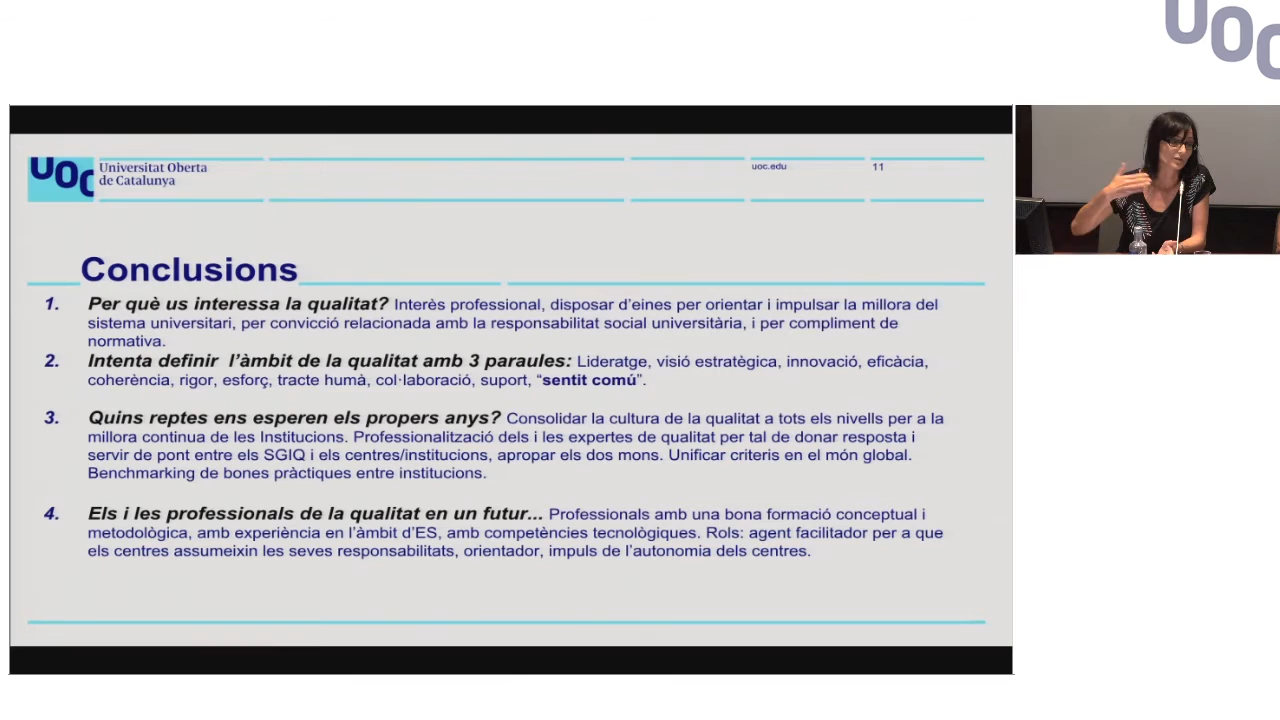 UOC
UOC
Universitat Oberta
de Catalunya
uoc.edu
11
Conclusions
1. Per què us interessa la qualitat? Interès professional, disposar d’eines per orientar i impulsar la millora del
sistema universitari, per convicció relacionada amb la responsabilitat social universitària, i per compliment de
normativa.
2. Intenta definir l’àmbit de la qualitat amb 3 paraules: Lideratge, visió estratègica, innovació, eficàcia,
coherència, rigor, esforç, tracte humà, col·laboració, suport, “sentit comú”.
3. Quins reptes ens esperen els propers anys? Consolidar la cultura de la qualitat a tots els nivells per a la
millora continua de les Institucions. Professionalització dels i les expertes de qualitat per tal de donar resposta i
servir de pont entre els SGIQ i els centres/institucions, apropar els dos mons. Unificar criteris en el món global.
Benchmarking de bones pràctiques entre institucions.
4. Els i les professionals de la qualitat en un futur... Professionals amb una bona formació conceptual i
metodològica, amb experiència en l’àmbit d’ES, amb competències tecnològiques. Rols: agent facilitador per a que
els centres assumeixin les seves responsabilitats, orientador, impuls de l’autonomia dels centres.